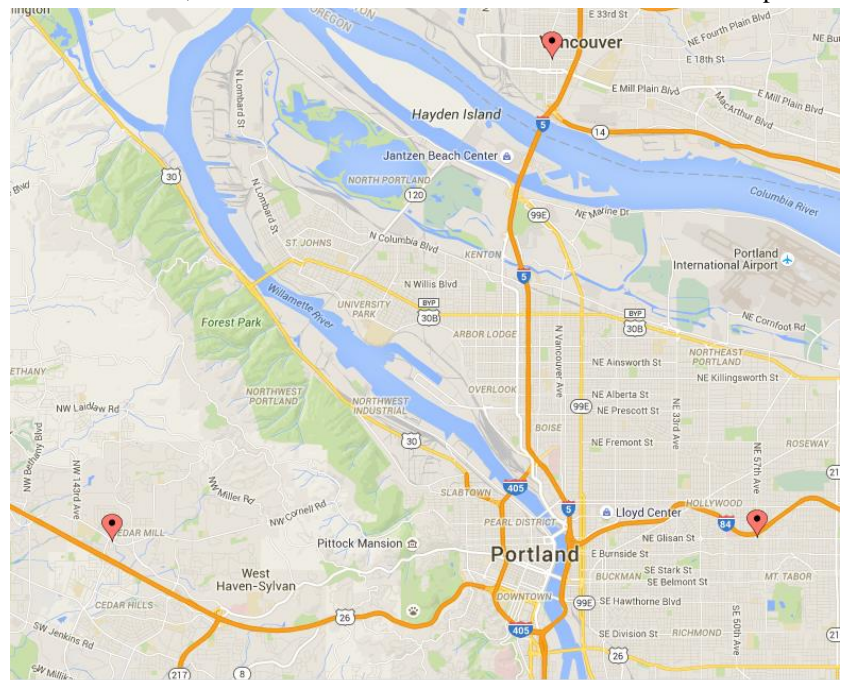 llington
E 33rd St
NE Fourth Plain Blvd
Vancouver
NE Bu
E 18th St
N Lombard St
E Mill Plain Blvd
E Mill Plain Blvd
MacArthur Blvd
Hayden Island
5
14
Jantzen Beach Center
30
NORTH PORTLAND
120
N Lombard St
Columbia River
99E
NE Marine Dr
ST. JOHNS
N Columbia Blvd
KENTON
Portland
International Airport
5
N Willis Blvd
Willamette River
UNIVERSITY
PARK
BYP
30B
BYP
30B
NE Cornfoot Rd
Forest Park
ARBOR LODGE
N Vancouver Ave
NE Ainsworth St
NORTHEAST
PORTLAND
ETHANY
NE Killingsworth St
NORTHWEST
PORTLAND
OVERLOOK
NE Alberta St
NW Laidlaw Rd
NORTHWEST
INDUSTRIAL
99E
NE Prescott St
NE 33rd Ave
BOISE
30
NE Fremont St
NE 57th Ave
ROSEWAY
NW Bethany Blvd
NW 143rd Ave
21
NW Miller Rd
405
SLABTOWN
NW Cornell Rd
5
Lloyd Center
HOLLYWOOD
84
CEDAR MILL
PEARL DISTRICT
Pittock Mansion
NE Glisan St
Portland
E Burnside St
West
Haven-Sylvan
SE Stark St
BUCKMAN
SE Belmont St
MT. TABOR
CEDAR HILLS
DOWNTOWN
99E
SE Hawthorne Blvd
26
SE 50th Ave
SW Jenkins Rd
405
SE Division St
RICHMOND
26
SW Milliki
217
8
21